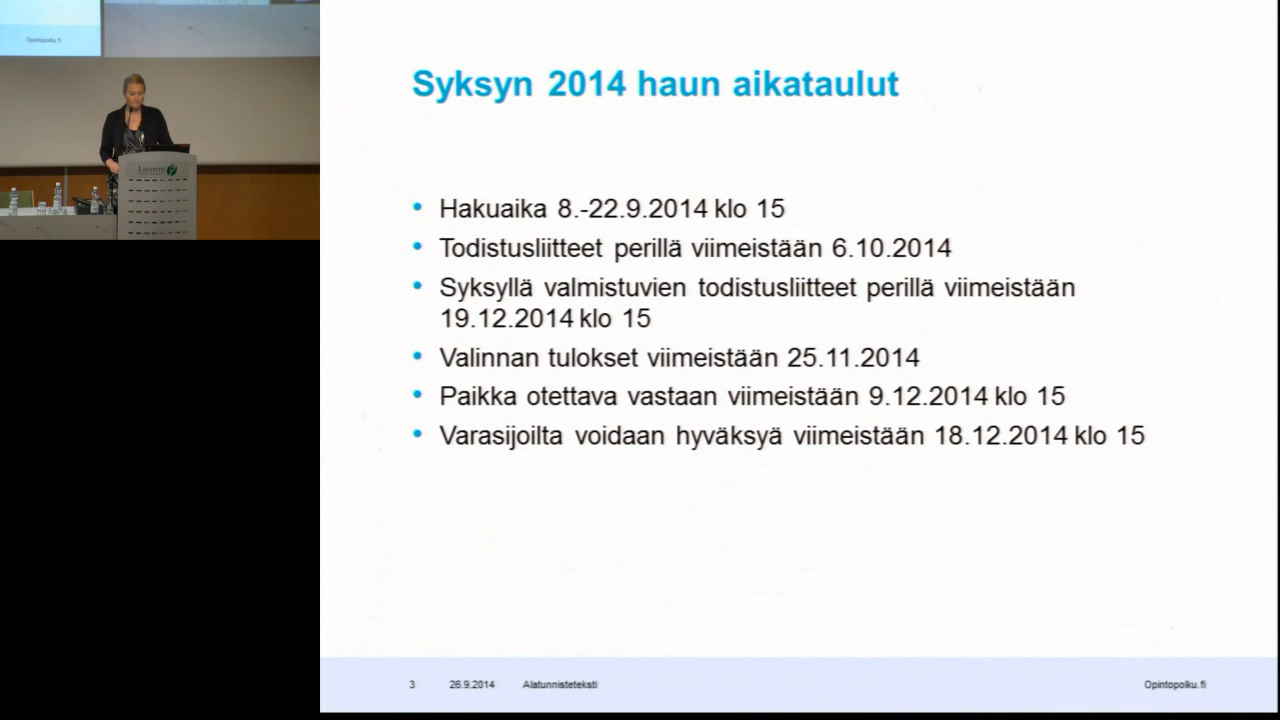 Opintopolku.fi
Laurea
Syksyn 2014 haun aikataulut
• Hakuaika 8.-22.9.2014 klo 15
• Todistusliitteet perillä viimeistään 6.10.2014
• Syksyllä valmistuvien todistusliitteet perillä viimeistään
19.12.2014 klo 15
• Valinnan tulokset viimeistään 25.11.2014
• Paikka otettava vastaan viimeistään 9.12.2014 klo 15
• Varasijoilta voidaan hyväksyä viimeistään 18.12.2014 klo 15
3 26.9.2014 Alatunnisteteksti Opintopolku.fi